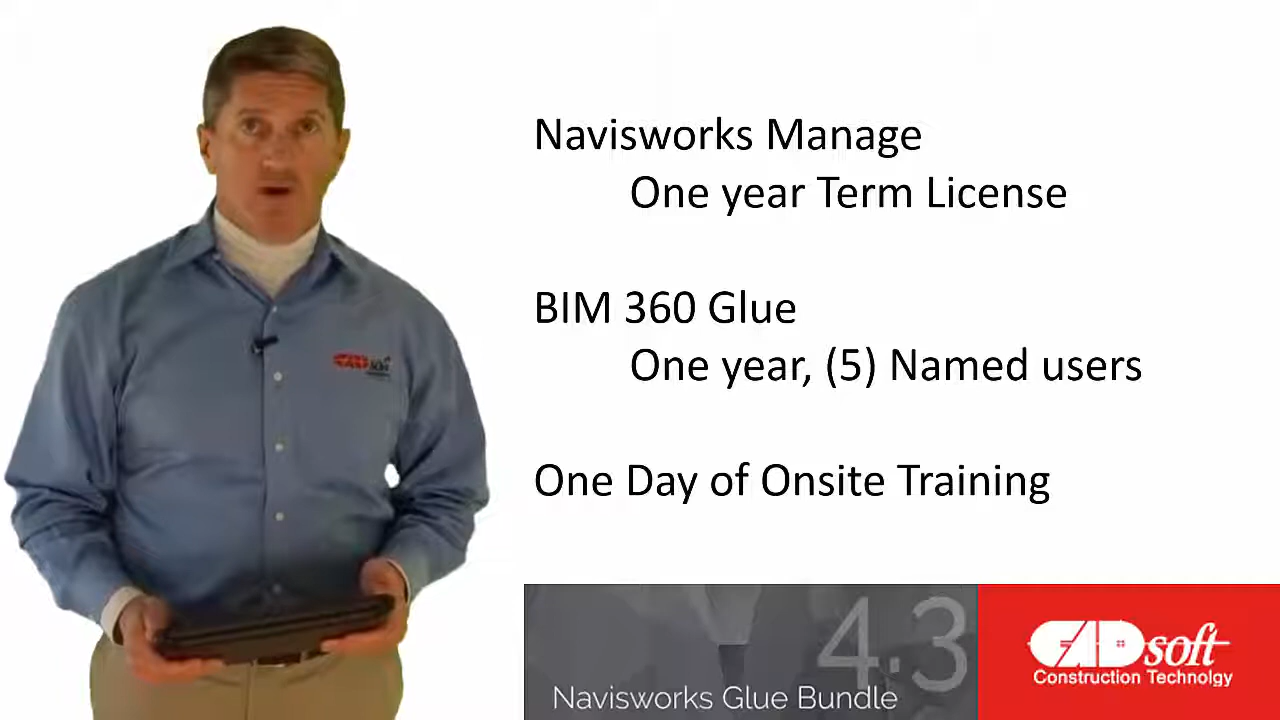 Navisworks Manage
One year Term License
BIM 360 Glue
One year, (5) Named users
One Day of Onsite Training
4.3
Navisworks Glue Bundle
CADsoft
Construction Technolgy